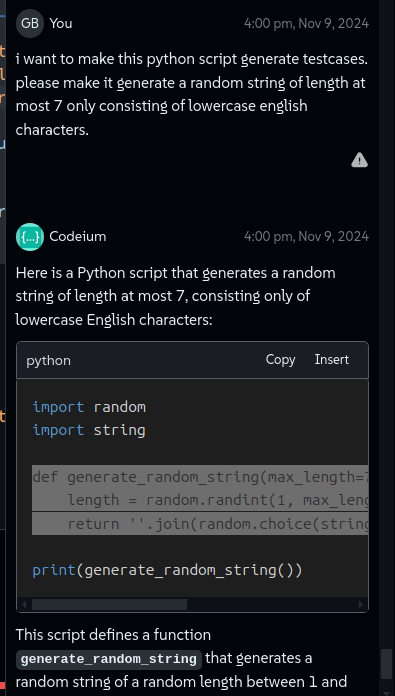 GB You 4:00 pm, Nov 9, 2024
i want to make this python script generate testcases.
please make it generate a random string of length at
most 7 only consisting of lowercase english
characters.
{...} Codeium 4:00 pm, Nov 9, 2024
Here is a Python script that generates a random
string of length at most 7, consisting only of
lowercase English characters:
python Copy Insert
import random
import string
def generate_random_string(max_length=7
    length = random.randint(1, max_leng
    return ''.join(random.choice(string
print(generate_random_string())
This script defines a function
generate_random_string that generates a
random string of a random length between 1 and